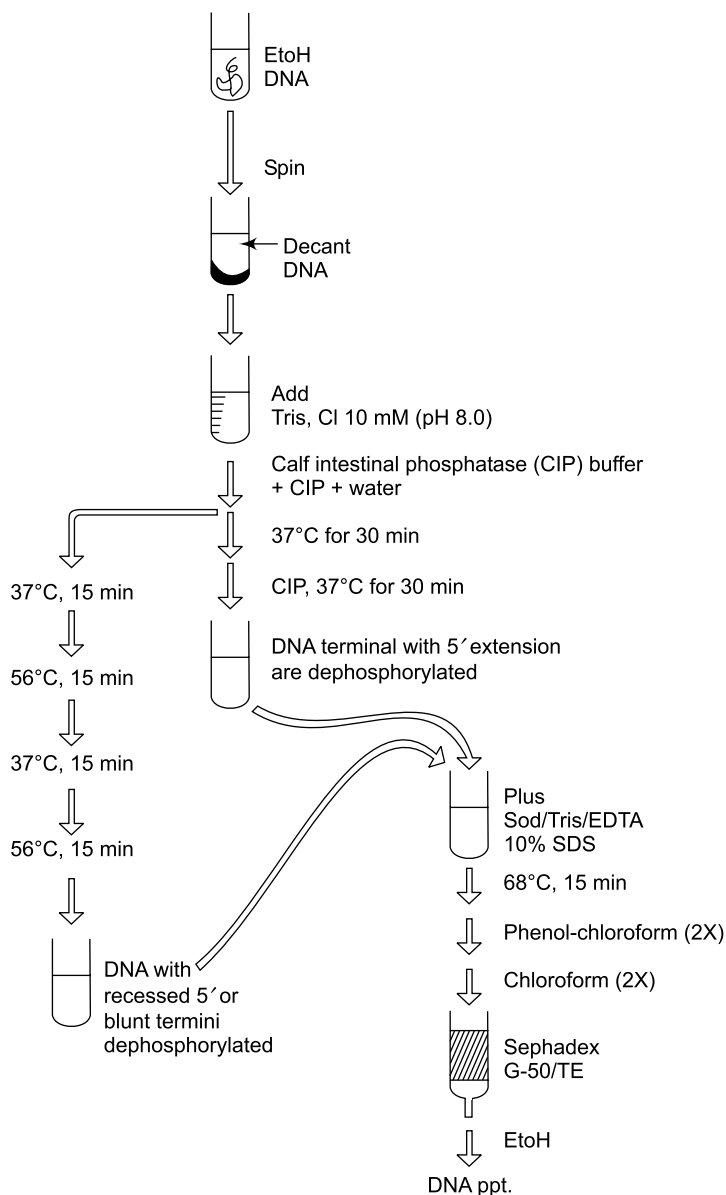 EtoH
DNA
Spin
Decant
DNA
Add
Tris, Cl 10 mM (pH 8.0)
Calf intestinal phosphatase (CIP) buffer
+ CIP + water
37°C for 30 min
CIP, 37°C for 30 min
DNA terminal with 5′ extension
are dephosphorylated
37°C, 15 min
56°C, 15 min
37°C, 15 min
56°C, 15 min
DNA with
recessed 5′ or
blunt termini
dephosphorylated
Plus
Sod/Tris/EDTA
10% SDS
68°C, 15 min
Phenol-chloroform (2X)
Chloroform (2X)
Sephadex
G-50/TE
EtoH
DNA ppt.